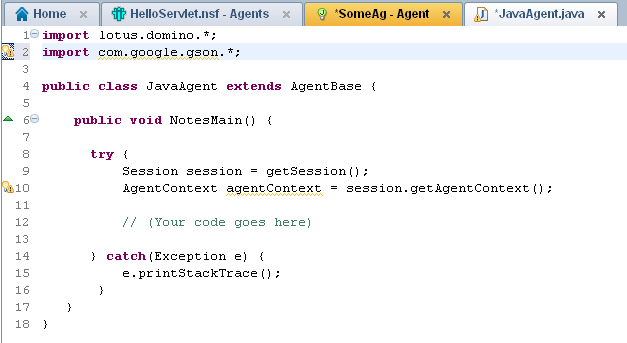 Home HelloServlet.nsf - Agents *SomeAg - Agent *JavaAgent.java
1 import lotus.domino.*;
2 import com.google.gson.*;
3
4 public class JavaAgent extends AgentBase {
5
6 public void NotesMain() {
7
8 try {
9 Session session = getSession();
10 AgentContext agentContext = session.getAgentContext();
11
12 // (Your code goes here)
13
14 } catch(Exception e) {
15 e.printStackTrace();
16 }
17 }
18 }